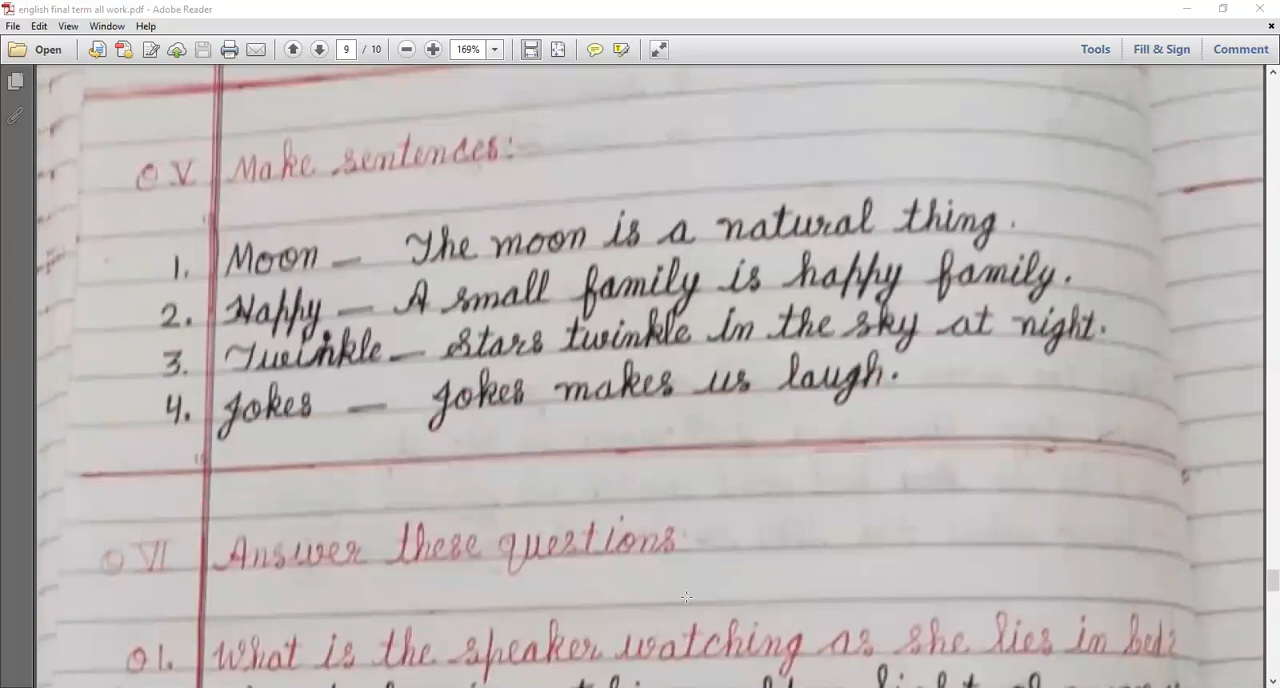 english final term all work.pdf - Adobe Reader
File Edit View Window Help
Open 9 / 10 169% Tools Fill & Sign Comment
Q V Make sentences:-
1. Moon - The moon is a natural thing.
2. Happy - A small family is happy family.
3. Twinkle - Stars twinkle in the sky at night.
4. Jokes - Jokes makes us laugh.
Q VI Answer these questions.
Q1. What is the speaker watching as she lies in bed?